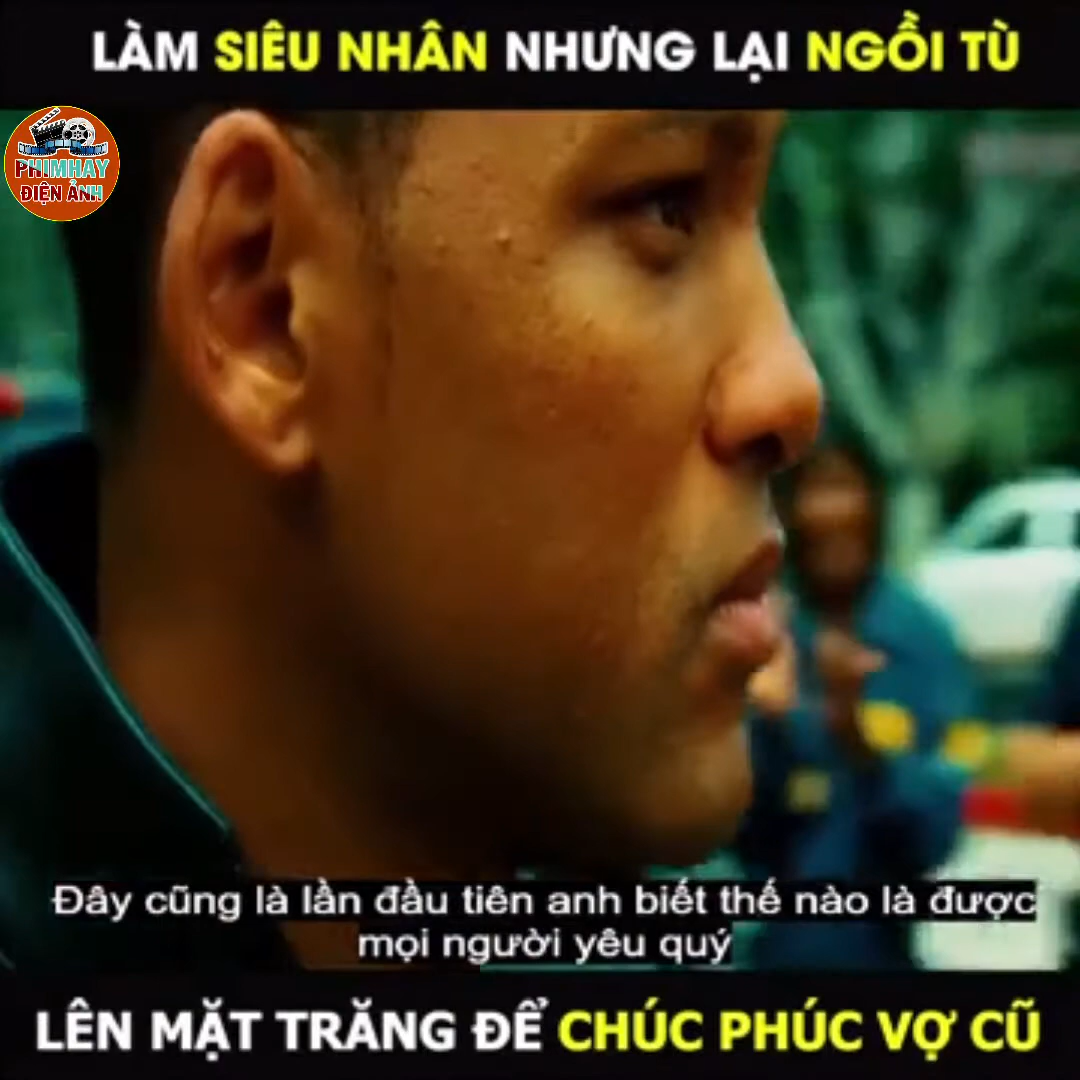 LÀM SIÊU NHÂN NHƯNG LẠI NGỒI TÙ
PHIMHAY
ĐIỆN ẢNH
Đây cũng là lần đầu tiên anh biết thế nào là được
mọi người yêu quý
LÊN MẶT TRĂNG ĐỂ CHÚC PHÚC VỢ CŨ